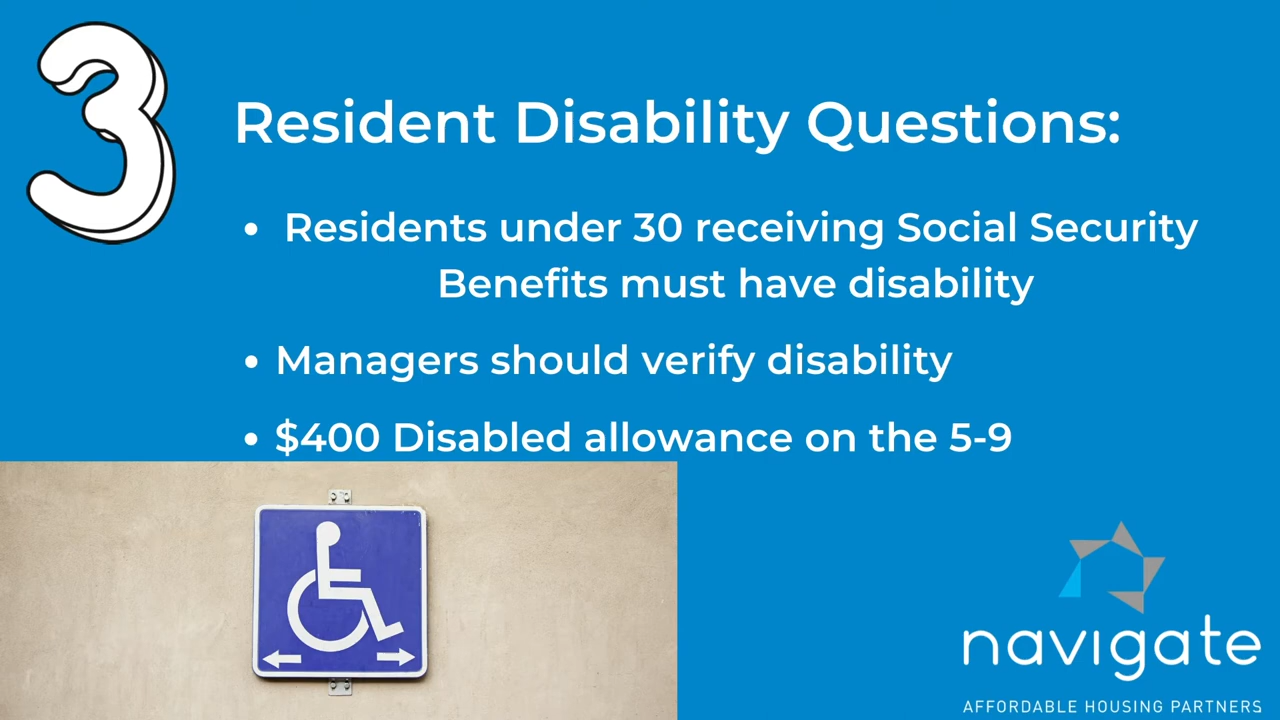 3
Resident Disability Questions:
• Residents under 30 receiving Social Security
Benefits must have disability
• Managers should verify disability
• $400 Disabled allowance on the 5-9
navigate
AFFORDABLE HOUSING PARTNERS